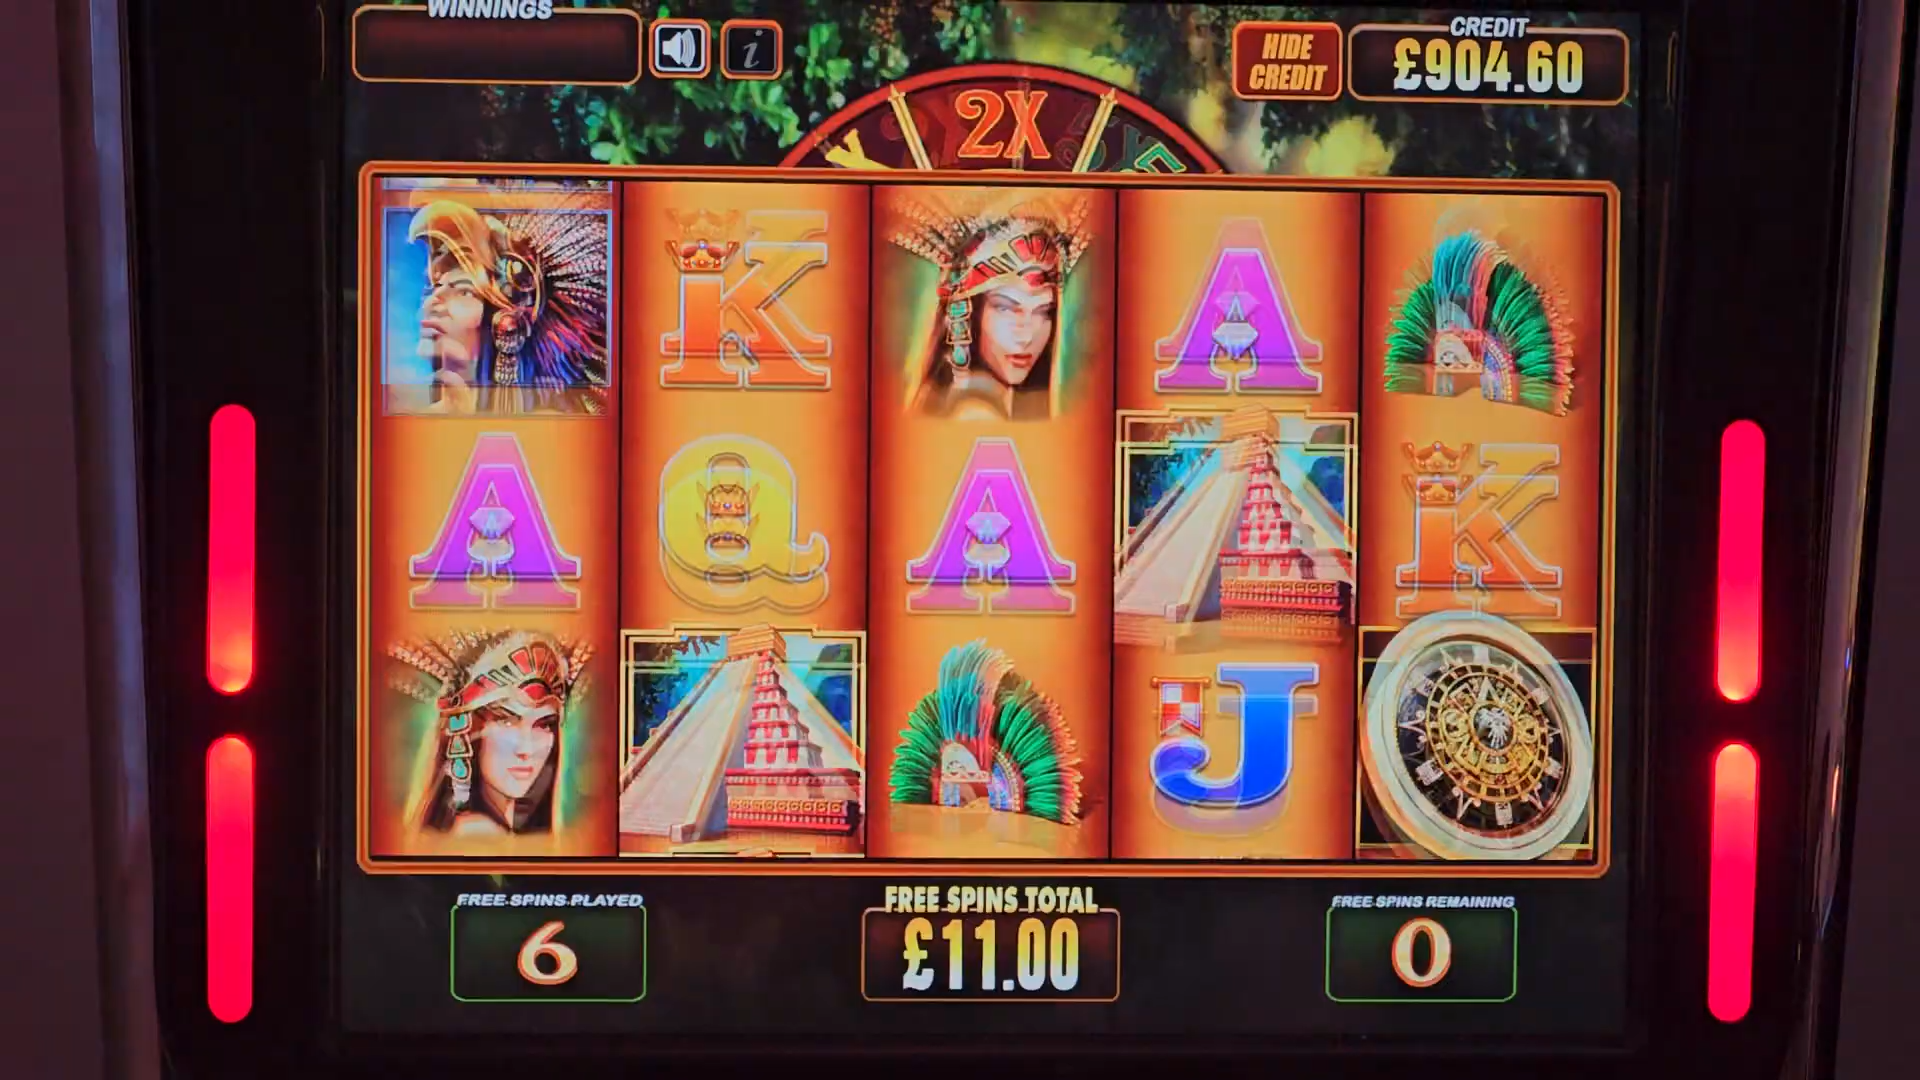 WINNINGS
i
HIDE
CREDIT
CREDIT
£904.60
2X
K
A
A
Q
A
K
J
FREE SPINS PLAYED
6
FREE SPINS TOTAL
£11.00
FREE SPINS REMAINING
0